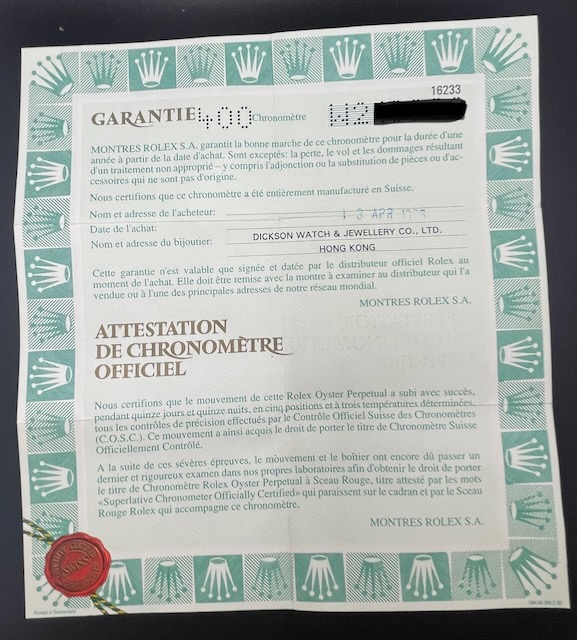 16233
GARANTIE 400 Chronomètre W2
MONTRES ROLEX S.A. garantit la bonne marche de ce chronomètre pour la durée d'une
année à partir de la date d'achat. Sont exceptés: la perte, le vol et les dommages résultant
d'un traitement non approprié – y compris l'adjonction ou la substitution de pièces ou d'ac-
cessoires qui ne sont pas d'origine.
Nous certifions que ce chronomètre a été entièrement manufacturé en Suisse.
Nom et adresse de l'acheteur:
Date de l'achat: 13 APR
Nom et adresse du bijoutier: DICKSON WATCH & JEWELLERY CO., LTD.
HONG KONG
Cette garantie n'est valable que signée et datée par le distributeur officiel Rolex au
moment de l'achat. Elle doit être remise avec la montre à examiner au distributeur qui l'a
vendue ou à l'une des principales adresses de notre réseau mondial.
MONTRES ROLEX S.A.
ATTESTATION
DE CHRONOMÈTRE
OFFICIEL
Nous certifions que le mouvement de cette Rolex Oyster Perpetual a subi avec succès,
pendant quinze jours et quinze nuits, en cinq positions et à trois températures déterminées,
tous les contrôles de précision effectués par le Contrôle Officiel Suisse des Chronomètres
(C.O.S.C.). Ce mouvement a ainsi acquis le droit de porter le titre de Chronomètre Suisse
Officiellement Contrôlé.
A la suite de ces sévères épreuves, le mouvement et le boîtier ont encore dû passer un
dernier et rigoureux examen dans nos propres laboratoires afin d'obtenir le droit de porter
le titre de Chronomètre Rolex Oyster Perpetual à Sceau Rouge, titre attesté par les mots
«Superlative Chronometer Officially Certified» qui paraissent sur le cadran et par le Sceau
Rouge Rolex qui accompagne ce chronomètre.
MONTRES ROLEX S.A.
SWISS
Printed in Switzerland